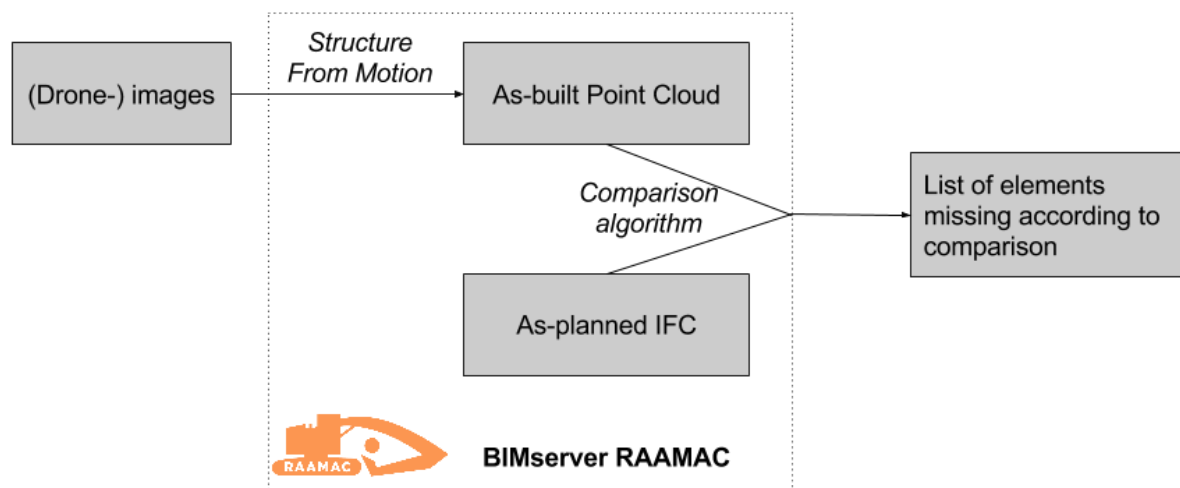 Structure
From Motion
(Drone-) images
As-built Point Cloud
Comparison
algorithm
List of elements
missing according to
comparison
As-planned IFC
RAAMAC
BIMserver RAAMAC